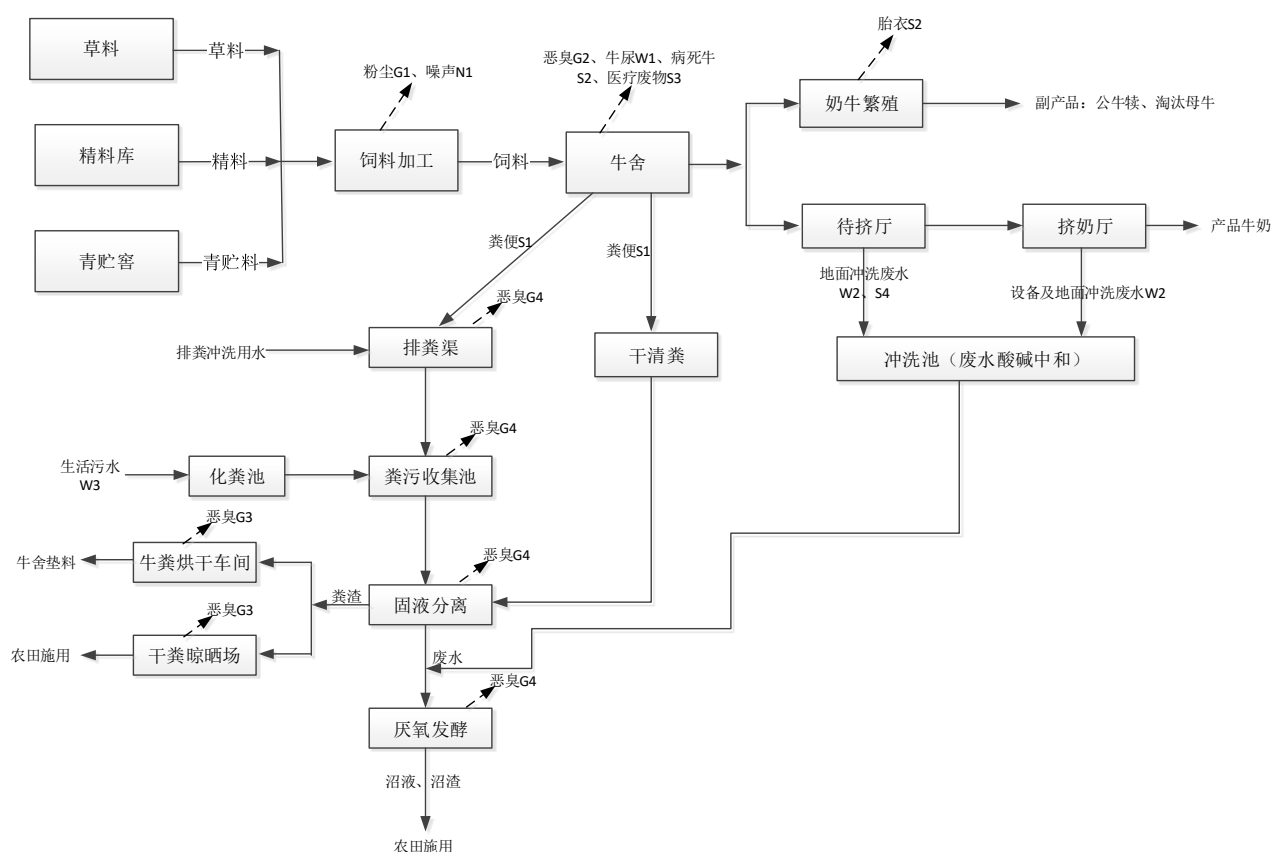 胎衣S2
草料
草料
粉尘G1、噪声N1
恶臭G2、牛尿W1、病死牛
S2、医疗废物S3
奶牛繁殖
副产品：公牛犊、淘汰母牛
精料库
精料
饲料加工
饲料
牛舍
青贮窖
青贮料
粪便S1
粪便S1
待挤厅
挤奶厅
产品牛奶
地面冲洗废水
W2、S4
设备及地面冲洗废水W2
恶臭G4
排粪冲洗用水
排粪渠
干清粪
冲洗池（废水酸碱中和）
恶臭G4
生活污水
W3
化粪池
粪污收集池
恶臭G3
牛舍垫料
牛粪烘干车间
恶臭G4
粪渣
固液分离
恶臭G3
农田施用
干粪晾晒场
废水
恶臭G4
厌氧发酵
沼液、沼渣
农田施用